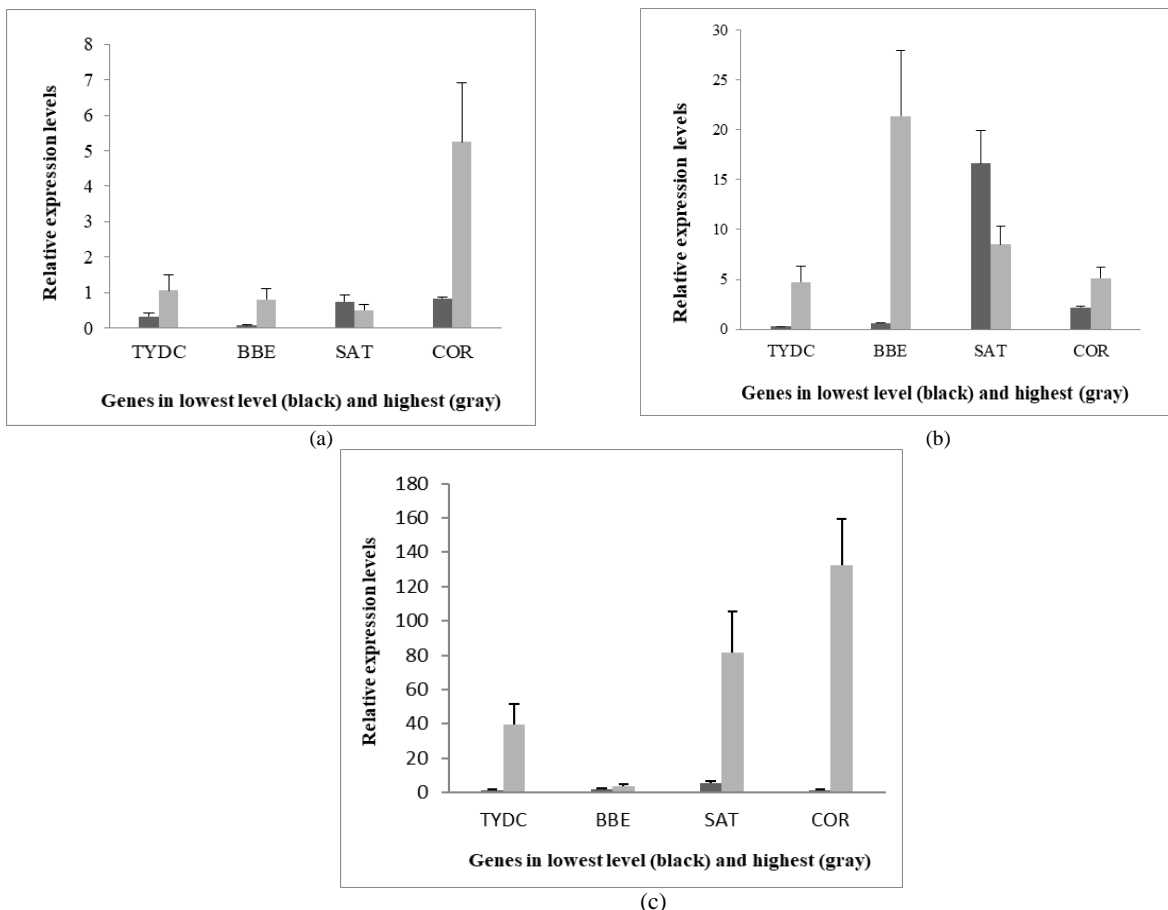 8
7
6
5
4
3
2
1
0
Relative expression levels
TYDC BBE SAT COR
Genes in lowest level (black) and highest (gray)
(a)
30
25
20
15
10
5
0
Relative expression levels
TYDC BBE SAT COR
Genes in lowest level (black) and highest (gray)
(b)
180
160
140
120
100
80
60
40
20
0
Relative expression levels
TYDC BBE SAT COR
Genes in lowest level (black) and highest (gray)
(c)